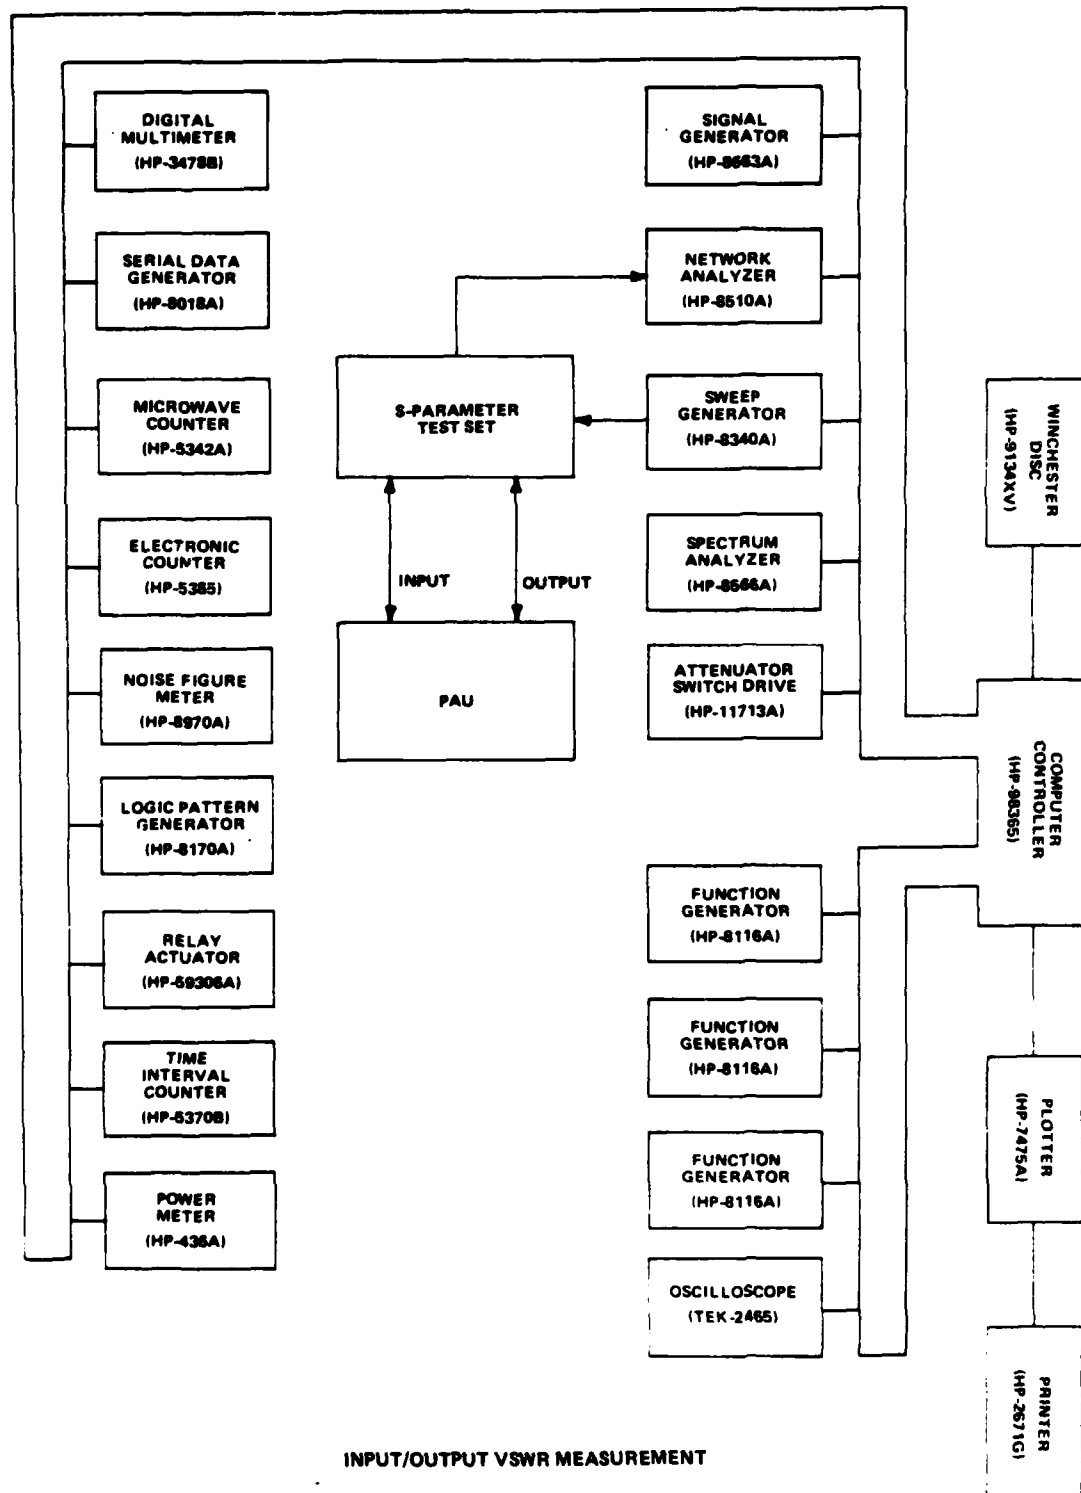 DIGITAL
MULTIMETER
(HP-3478B)
SERIAL DATA
GENERATOR
(HP-8018A)
MICROWAVE
COUNTER
(HP-5342A)
ELECTRONIC
COUNTER
(HP-5385)
NOISE FIGURE
METER
(HP-8970A)
LOGIC PATTERN
GENERATOR
(HP-8170A)
RELAY
ACTUATOR
(HP-59306A)
TIME
INTERVAL
COUNTER
(HP-5370B)
POWER
METER
(HP-436A)
S-PARAMETER
TEST SET
INPUT
OUTPUT
PAU
SIGNAL
GENERATOR
(HP-8663A)
NETWORK
ANALYZER
(HP-8510A)
SWEEP
GENERATOR
(HP-8340A)
SPECTRUM
ANALYZER
(HP-8566A)
ATTENUATOR
SWITCH DRIVE
(HP-11713A)
FUNCTION
GENERATOR
(HP-8116A)
FUNCTION
GENERATOR
(HP-8116A)
FUNCTION
GENERATOR
(HP-8116A)
OSCILLOSCOPE
(TEK-2465)
WINCHESTER
DISC
(HP-9134XV)
COMPUTER
CONTROLLER
(HP-98365)
PLOTTER
(HP-7475A)
PRINTER
(HP-2671G)
INPUT/OUTPUT VSWR MEASUREMENT